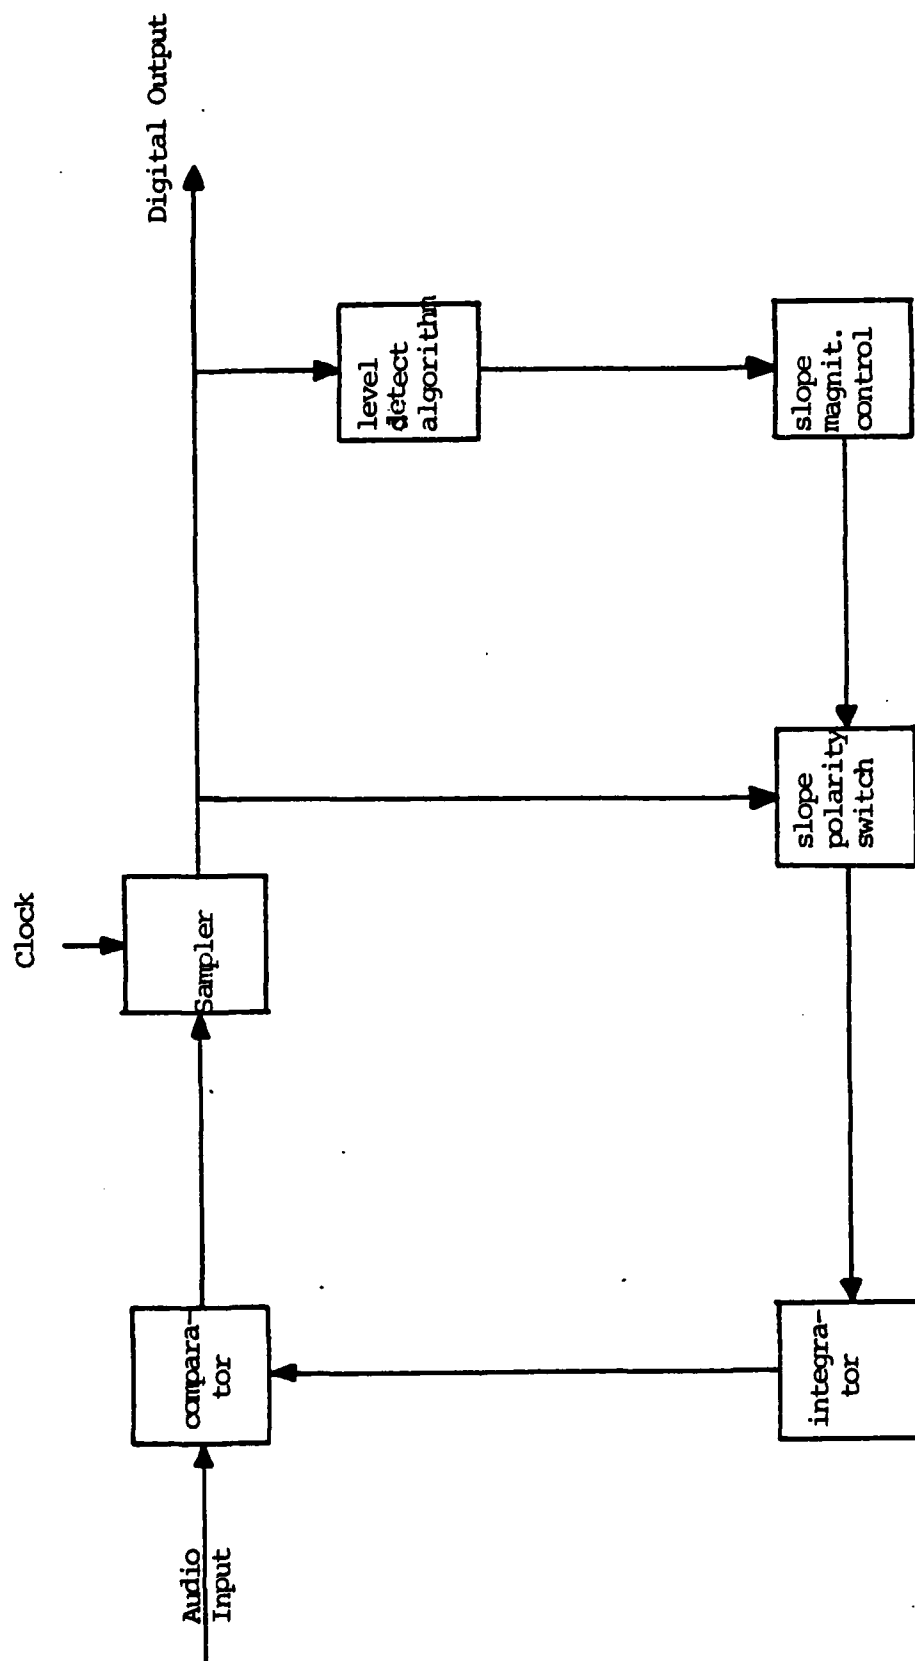 Clock
Digital Output
Audio
Input
compara-
tor
Sampler
level
detect
algorithm
integra-
tor
slope
polarity
switch
slope
magnit.
control